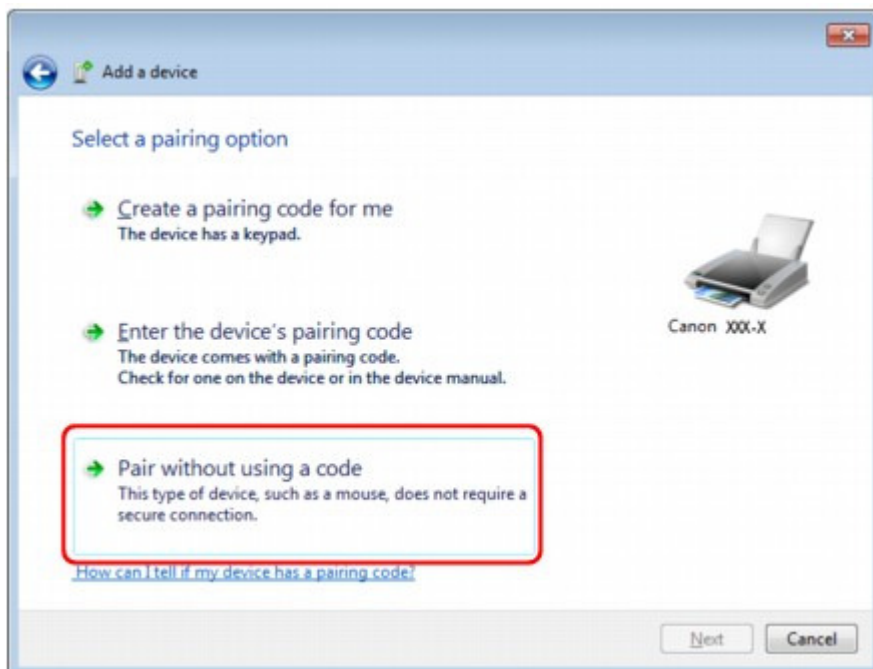 Add a device
Select a pairing option
Create a pairing code for me
The device has a keypad.
Canon XXX-X
Enter the device's pairing code
The device comes with a pairing code.
Check for one on the device or in the device manual.
Pair without using a code
This type of device, such as a mouse, does not require a
secure connection.
How can I tell if my device has a pairing code?
Next
Cancel